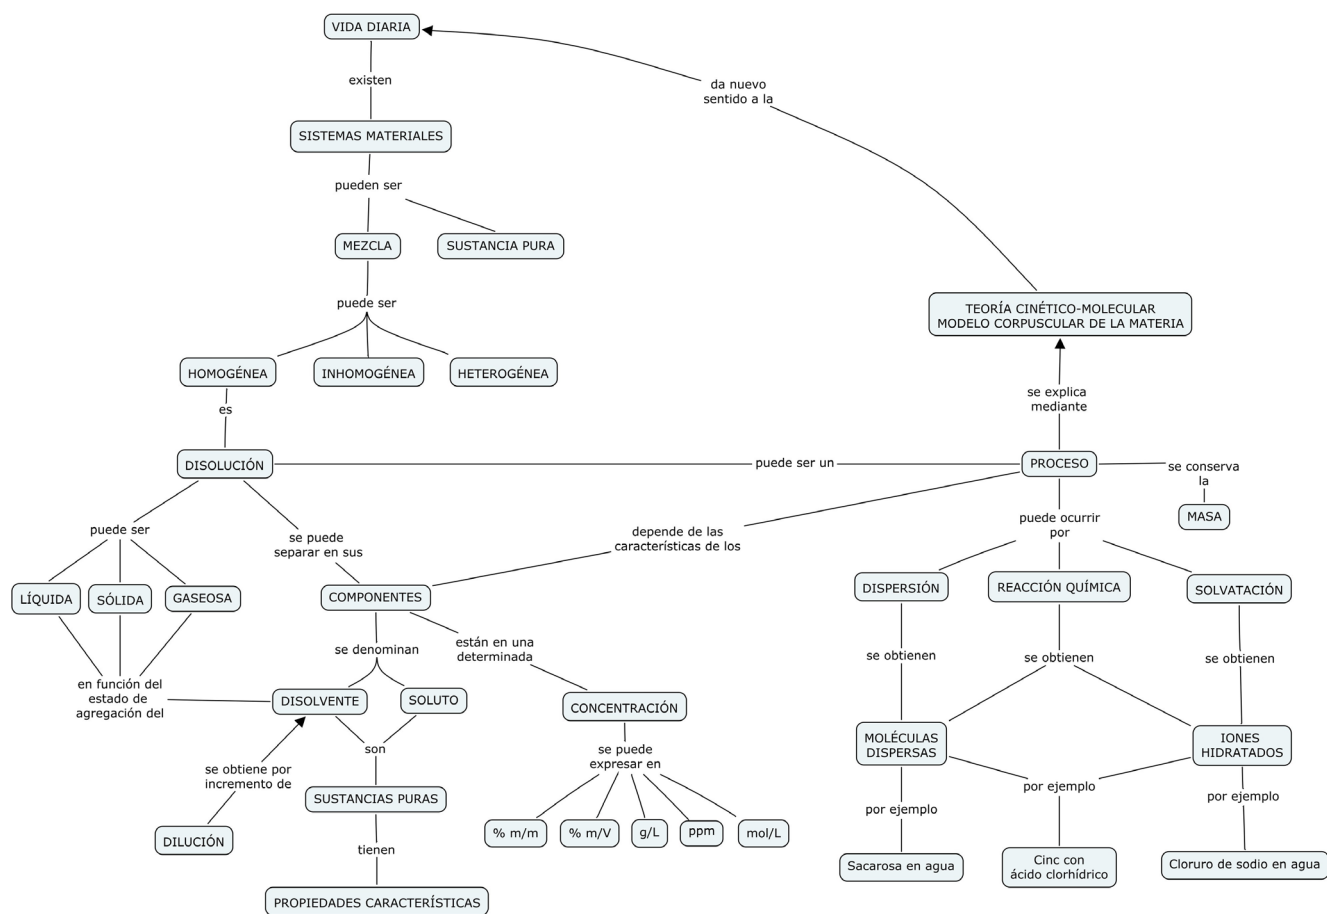 VIDA DIARIA
existen
da nuevo
sentido a la
SISTEMAS MATERIALES
pueden ser
MEZCLA
SUSTANCIA PURA
puede ser
TEORÍA CINÉTICO-MOLECULAR
MODELO CORPUSCULAR DE LA MATERIA
HOMOGÉNEA
INHOMOGÉNEA
HETEROGÉNEA
es
se explica
mediante
DISOLUCIÓN
puede ser un
PROCESO
se conserva
la
MASA
puede ser
se puede
separar en sus
depende de las
características de los
puede ocurrir
por
LÍQUIDA
SÓLIDA
GASEOSA
COMPONENTES
DISPERSIÓN
REACCIÓN QUÍMICA
SOLVATACIÓN
se denominan
están en una
determinada
se obtienen
se obtienen
se obtienen
en función del
estado de
agregación del
DISOLVENTE
SOLUTO
CONCENTRACIÓN
MOLÉCULAS
DISPERSAS
IONES
HIDRATADOS
son
se puede
expresar en
se obtiene por
incremento de
SUSTANCIAS PURAS
por ejemplo
por ejemplo
por ejemplo
DILUCIÓN
% m/m
% m/V
g/L
ppm
mol/L
tienen
Sacarosa en agua
Cinc con
ácido clorhídrico
Cloruro de sodio en agua
PROPIEDADES CARACTERÍSTICAS